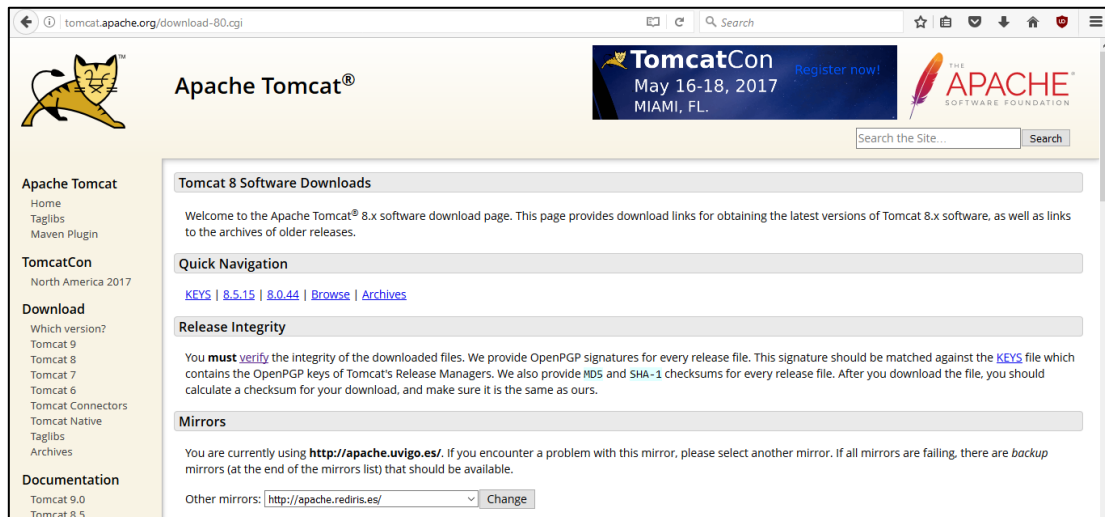 tomcat.apache.org/download-80.cgi
Search
TM
Apache Tomcat®
TomcatCon
May 16-18, 2017
MIAMI, FL.
Register now!
THE
APACHE®
SOFTWARE FOUNDATION
Search the Site...
Search
Apache Tomcat
Home
Taglibs
Maven Plugin
TomcatCon
North America 2017
Download
Which version?
Tomcat 9
Tomcat 8
Tomcat 7
Tomcat 6
Tomcat Connectors
Tomcat Native
Taglibs
Archives
Documentation
Tomcat 9.0
Tomcat 8.5
Tomcat 8 Software Downloads
Welcome to the Apache Tomcat® 8.x software download page. This page provides download links for obtaining the latest versions of Tomcat 8.x software, as well as links
to the archives of older releases.
Quick Navigation
KEYS | 8.5.15 | 8.0.44 | Browse | Archives
Release Integrity
You must verify the integrity of the downloaded files. We provide OpenPGP signatures for every release file. This signature should be matched against the KEYS file which
contains the OpenPGP keys of Tomcat's Release Managers. We also provide MD5 and SHA-1 checksums for every release file. After you download the file, you should
calculate a checksum for your download, and make sure it is the same as ours.
Mirrors
You are currently using http://apache.uvigo.es/. If you encounter a problem with this mirror, please select another mirror. If all mirrors are failing, there are backup
mirrors (at the end of the mirrors list) that should be available.
Other mirrors: http://apache.rediris.es/ Change